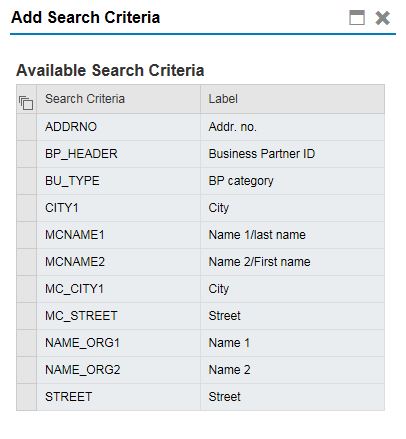 Add Search Criteria
Available Search Criteria
Search Criteria Label
ADDRNO Addr. no.
BP_HEADER Business Partner ID
BU_TYPE BP category
CITY1 City
MCNAME1 Name 1/last name
MCNAME2 Name 2/First name
MC_CITY1 City
MC_STREET Street
NAME_ORG1 Name 1
NAME_ORG2 Name 2
STREET Street